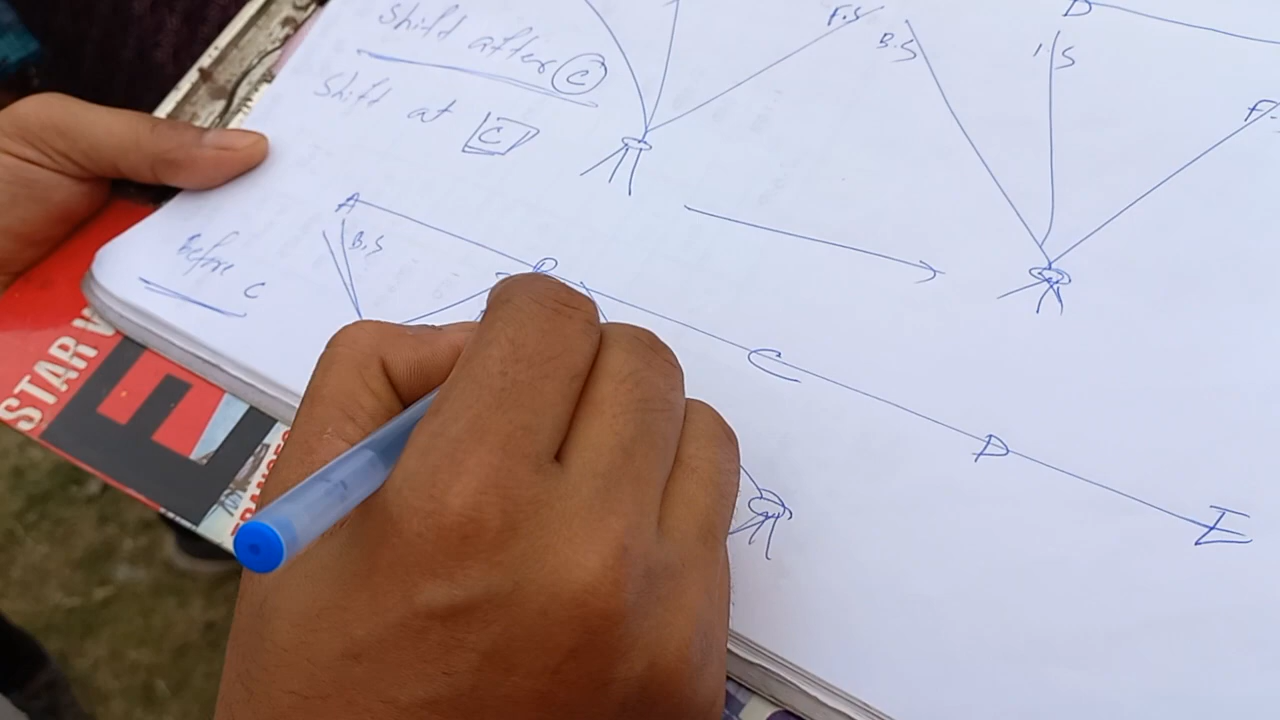 Shift after C
Shift at C
F.S
B.S
I.S
D
F.
A
B.S
Before C
B
C
D
E
STAR W